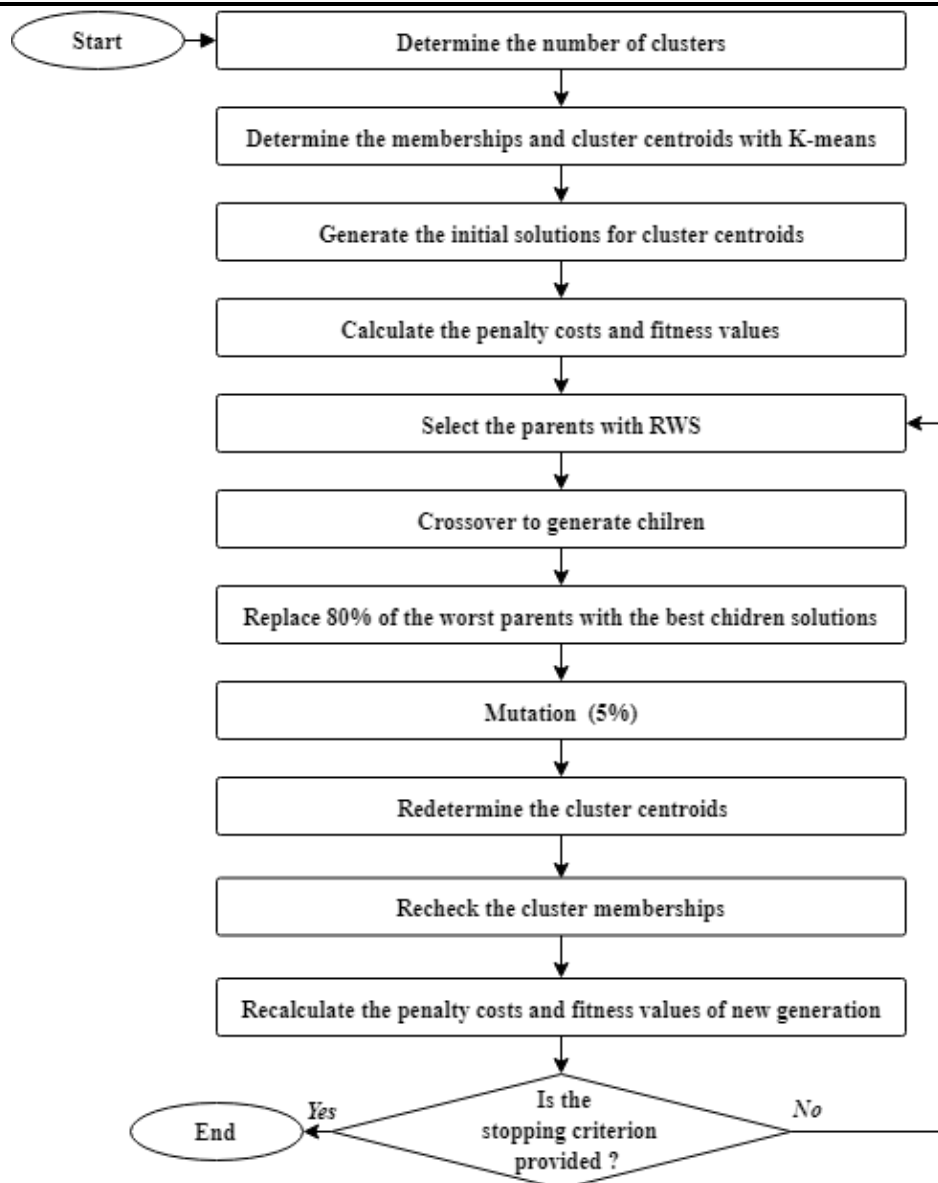 Start
Determine the number of clusters
Determine the memberships and cluster centroids with K-means
Generate the initial solutions for cluster centroids
Calculate the penalty costs and fitness values
Select the parents with RWS
Crossover to generate chilren
Replace 80% of the worst parents with the best chidren solutions
Mutation (5%)
Redetermine the cluster centroids
Recheck the cluster memberships
Recalculate the penalty costs and fitness values of new generation
Is the
stopping criterion
provided ?
Yes
No
End